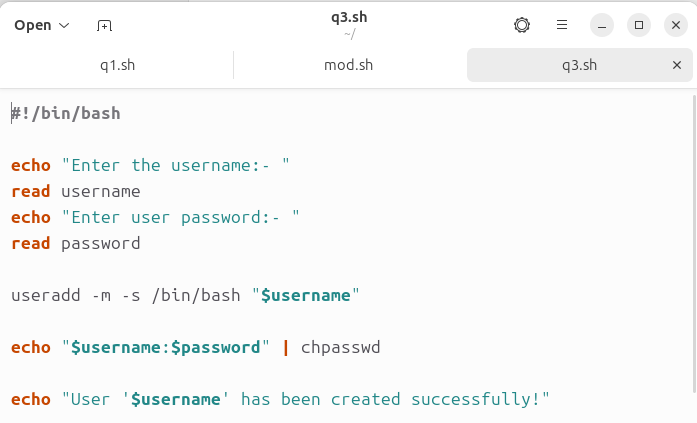 Open
q3.sh
~/
q1.sh
mod.sh
q3.sh
#!/bin/bash
echo "Enter the username:- "
read username
echo "Enter user password:- "
read password
useradd -m -s /bin/bash "$username"
echo "$username:$password" | chpasswd
echo "User '$username' has been created successfully!"